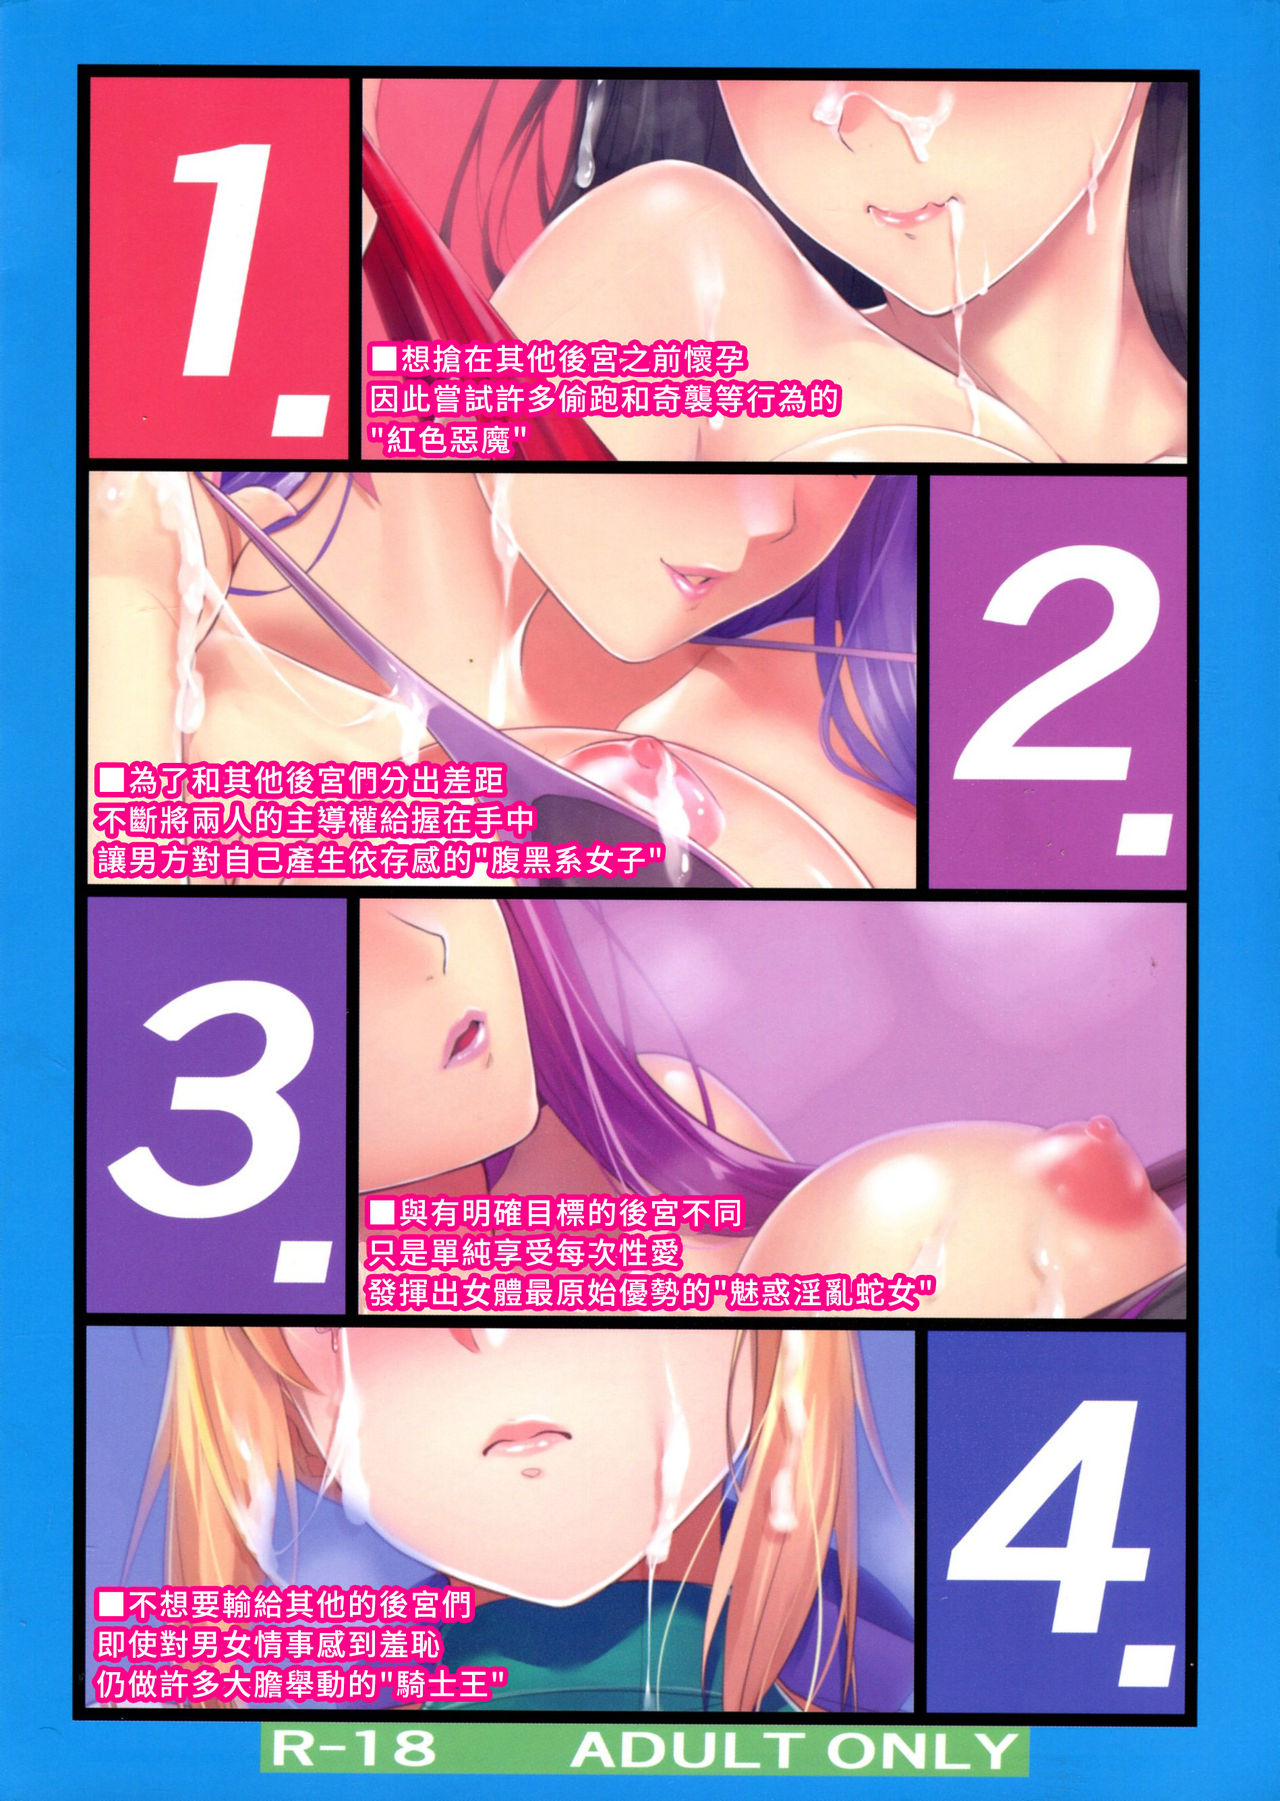 1.
■想搶在其他後宮之前懷孕
因此嘗試許多偷跑和奇襲等行為的
"紅色惡魔"
2.
■為了和其他後宮們分出差距
不斷將兩人的主導權給握在手中
讓男方對自己產生依存感的"腹黑系女子"
3.
■與有明確目標的後宮不同
只是單純享受每次性愛
發揮出女體最原始優勢的"魅惑淫亂蛇女"
4.
■不想要輸給其他的後宮們
即使對男女情事感到羞恥
仍做許多大膽舉動的"騎士王"
R-18 ADULT ONLY